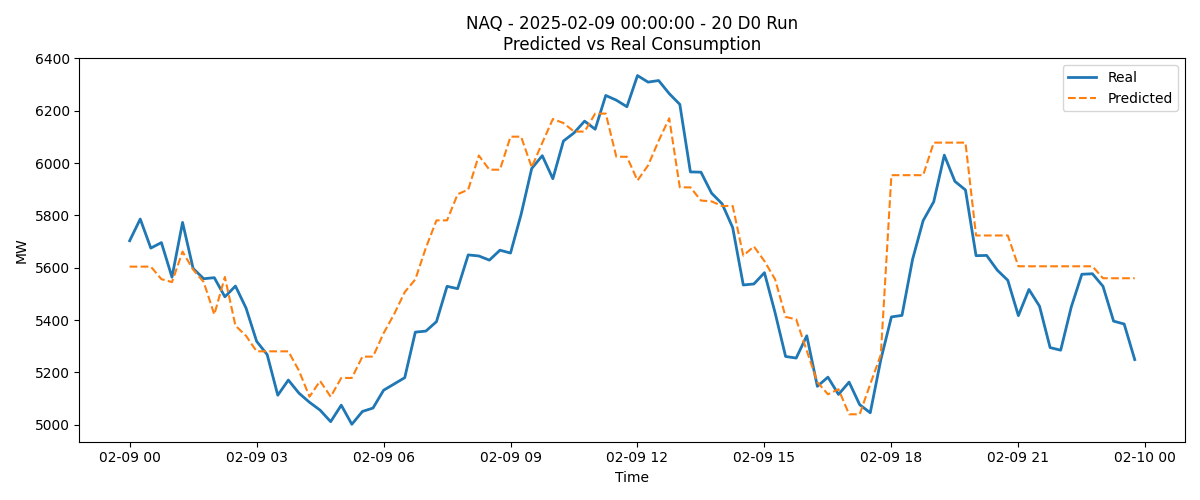 NAQ - 2025-02-09 00:00:00 - 20 D0 Run
Predicted vs Real Consumption
Real
Predicted
MW
6400
6200
6000
5800
5600
5400
5200
5000
02-09 00
02-09 03
02-09 06
02-09 09
02-09 12
02-09 15
02-09 18
02-09 21
02-10 00
Time